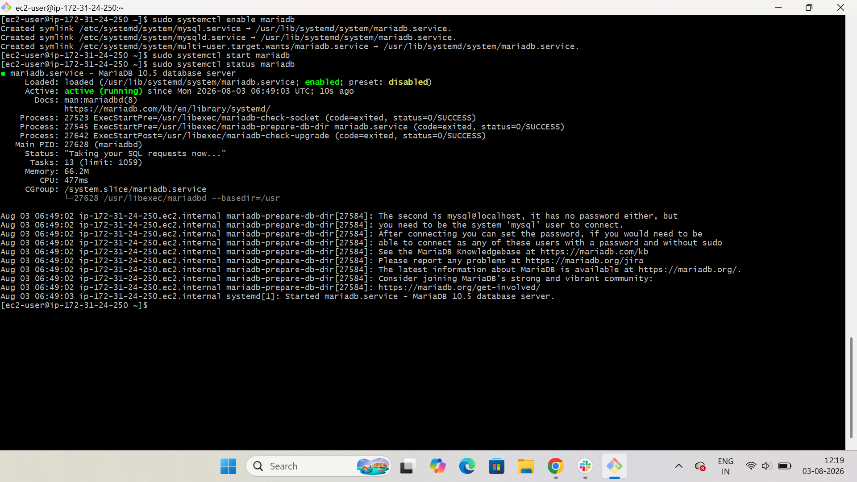 ec2-user@ip-172-31-24-250:~
[ec2-user@ip-172-31-24-250 ~]$ sudo systemctl enable mariadb
Created symlink /etc/systemd/system/mysql.service → /usr/lib/systemd/system/mariadb.service.
Created symlink /etc/systemd/system/mysqld.service → /usr/lib/systemd/system/mariadb.service.
Created symlink /etc/systemd/system/multi-user.target.wants/mariadb.service → /usr/lib/systemd/system/mariadb.service.
[ec2-user@ip-172-31-24-250 ~]$ sudo systemctl start mariadb
[ec2-user@ip-172-31-24-250 ~]$ sudo systemctl status mariadb
● mariadb.service - MariaDB 10.5 database server
Loaded: loaded (/usr/lib/systemd/system/mariadb.service; enabled; preset: disabled)
Active: active (running) since Mon 2026-08-03 06:49:03 UTC; 10s ago
Docs: man:mariadbd(8)
https://mariadb.com/kb/en/library/systemd/
Process: 27523 ExecStartPre=/usr/libexec/mariadb-check-socket (code=exited, status=0/SUCCESS)
Process: 27545 ExecStartPre=/usr/libexec/mariadb-prepare-db-dir mariadb.service (code=exited, status=0/SUCCESS)
Process: 27642 ExecStartPost=/usr/libexec/mariadb-check-upgrade (code=exited, status=0/SUCCESS)
Main PID: 27628 (mariadbd)
Status: "Taking your SQL requests now..."
Tasks: 13 (limit: 1059)
Memory: 66.2M
CPU: 477ms
CGroup: /system.slice/mariadb.service
└─27628 /usr/libexec/mariadbd --basedir=/usr
Aug 03 06:49:02 ip-172-31-24-250.ec2.internal mariadb-prepare-db-dir[27584]: The second is mysql@localhost, it has no password either, but
Aug 03 06:49:02 ip-172-31-24-250.ec2.internal mariadb-prepare-db-dir[27584]: you need to be the system 'mysql' user to connect.
Aug 03 06:49:02 ip-172-31-24-250.ec2.internal mariadb-prepare-db-dir[27584]: After connecting you can set the password, if you would need to be
Aug 03 06:49:02 ip-172-31-24-250.ec2.internal mariadb-prepare-db-dir[27584]: able to connect as any of these users with a password and without sudo
Aug 03 06:49:02 ip-172-31-24-250.ec2.internal mariadb-prepare-db-dir[27584]: See the MariaDB Knowledgebase at https://mariadb.com/kb
Aug 03 06:49:02 ip-172-31-24-250.ec2.internal mariadb-prepare-db-dir[27584]: Please report any problems at https://mariadb.org/jira
Aug 03 06:49:02 ip-172-31-24-250.ec2.internal mariadb-prepare-db-dir[27584]: The latest information about MariaDB is available at https://mariadb.org/.
Aug 03 06:49:02 ip-172-31-24-250.ec2.internal mariadb-prepare-db-dir[27584]: Consider joining MariaDB's strong and vibrant community:
Aug 03 06:49:02 ip-172-31-24-250.ec2.internal mariadb-prepare-db-dir[27584]: https://mariadb.org/get-involved/
Aug 03 06:49:03 ip-172-31-24-250.ec2.internal systemd[1]: Started mariadb.service - MariaDB 10.5 database server.
[ec2-user@ip-172-31-24-250 ~]$
Search
ENG
IN
12:19
03-08-2026